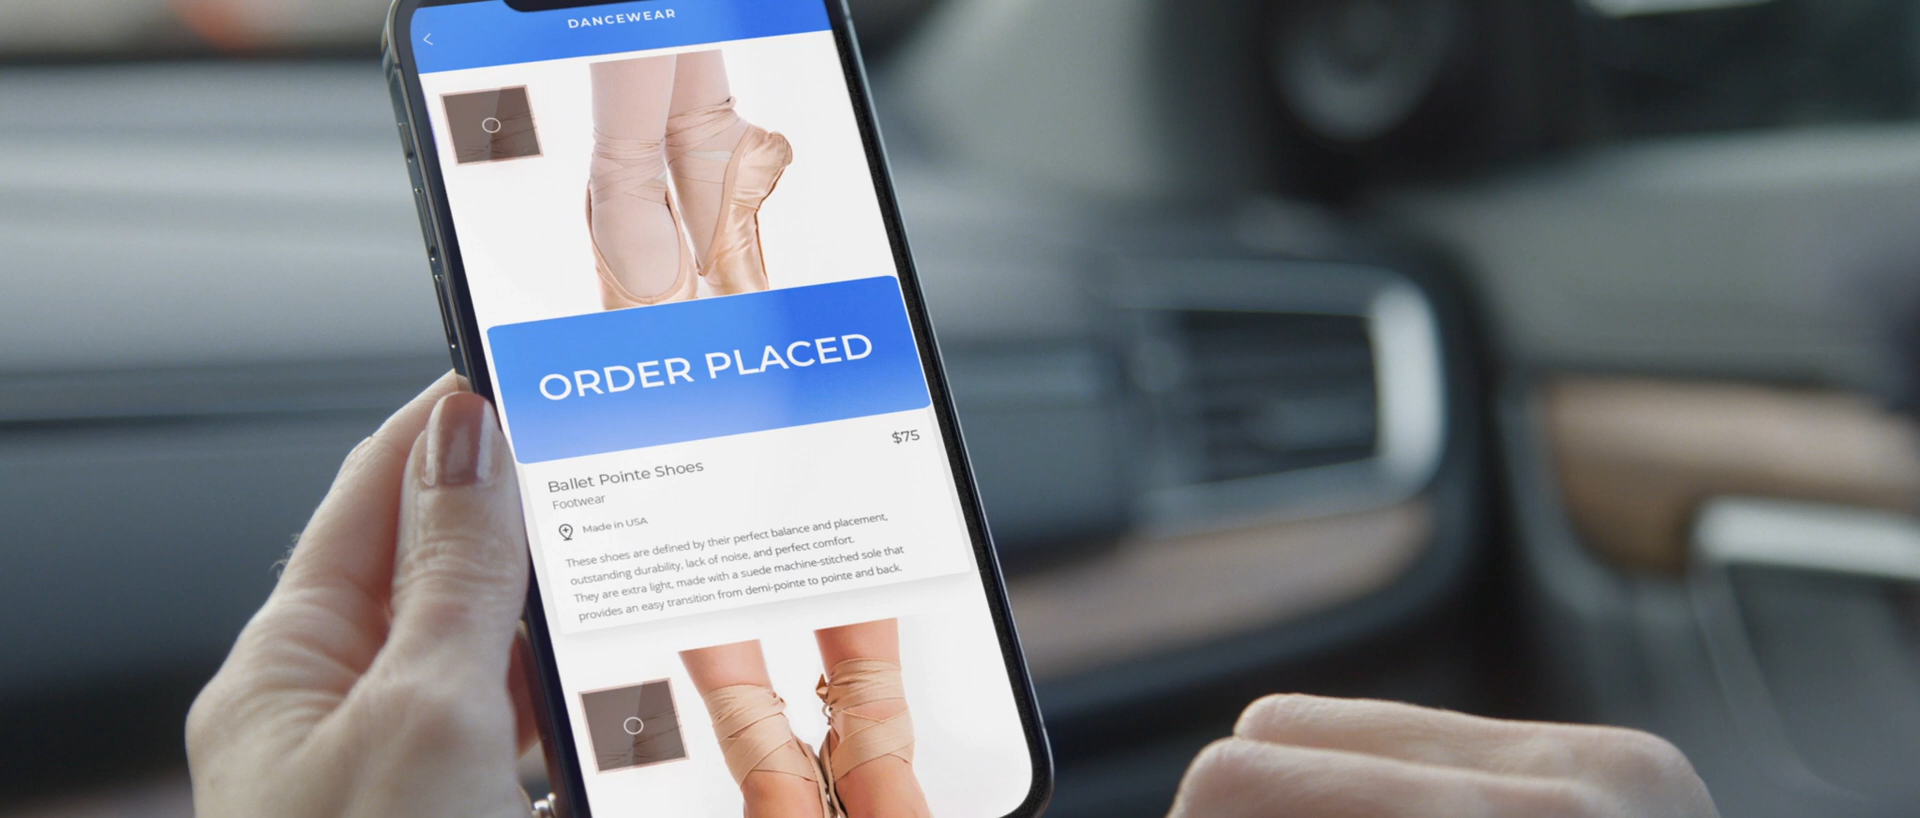 DANCEWEAR
ORDER PLACED
$75
Ballet Pointe Shoes
Footwear
Made in USA
These shoes are defined by their perfect balance and placement,
outstanding durability, lack of noise, and perfect comfort.
They are extra light, made with a suede machine-stitched sole that
provides an easy transition from demi-pointe to pointe and back.